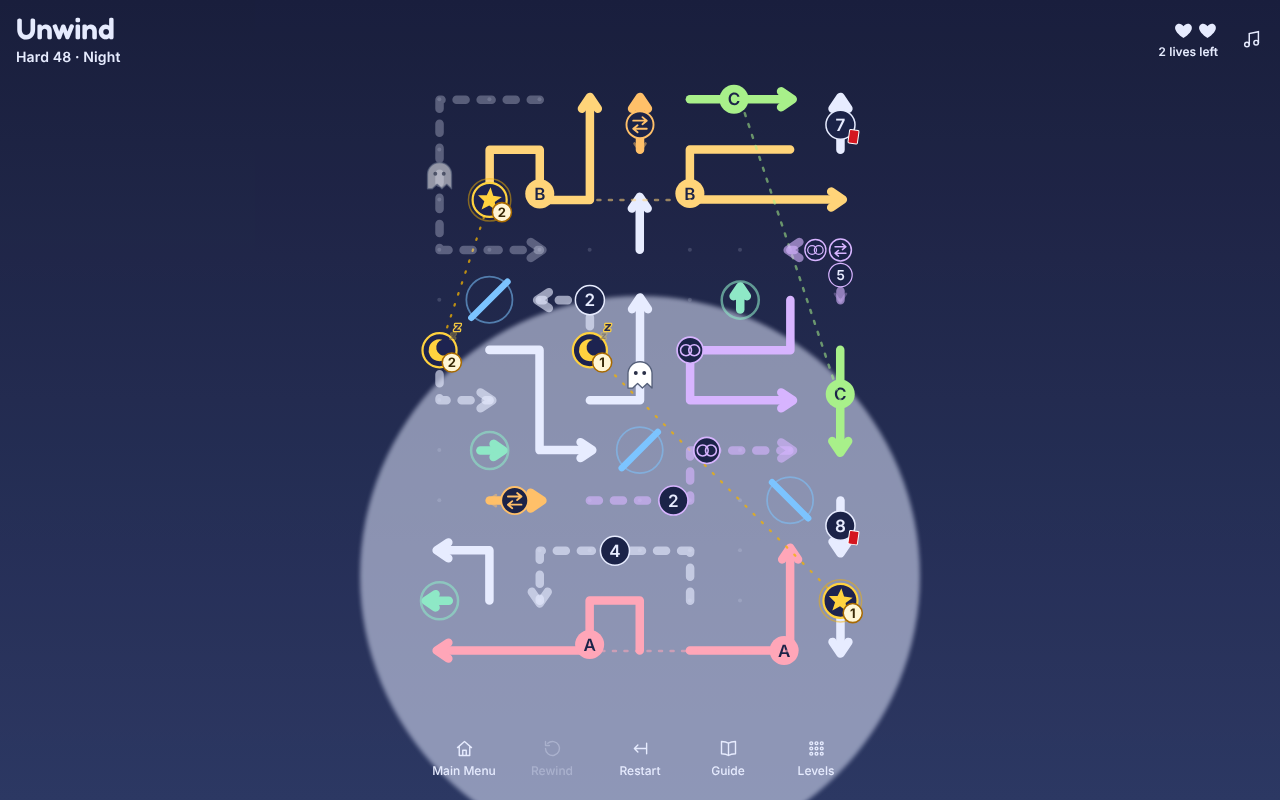 Unwind
Hard 48 · Night
2 lives left
C
7
B
B
2
5
2
z
z
2
1
C
2
8
4
1
A
A
Main Menu
Rewind
Restart
Guide
Levels